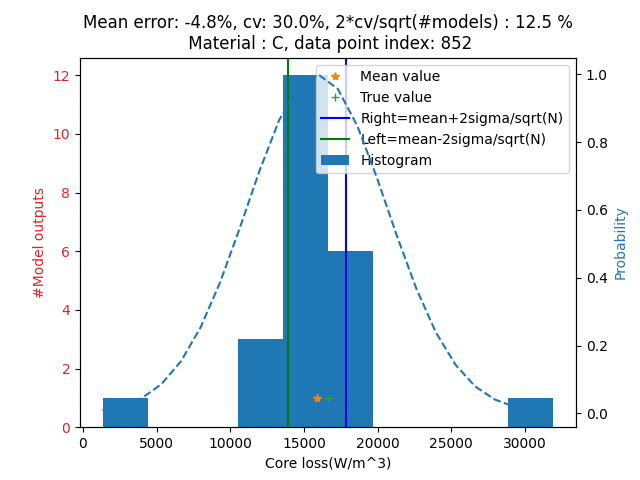 Mean error: -4.8%, cv: 30.0%, 2*cv/sqrt(#models) : 12.5 %
Material : C, data point index: 852
Mean value
True value
Right=mean+2sigma/sqrt(N)
Left=mean-2sigma/sqrt(N)
Histogram
12
10
8
6
4
2
0
#Model outputs
1.0
0.8
0.6
0.4
0.2
0.0
Probability
0 5000 10000 15000 20000 25000 30000
Core loss(W/m^3)